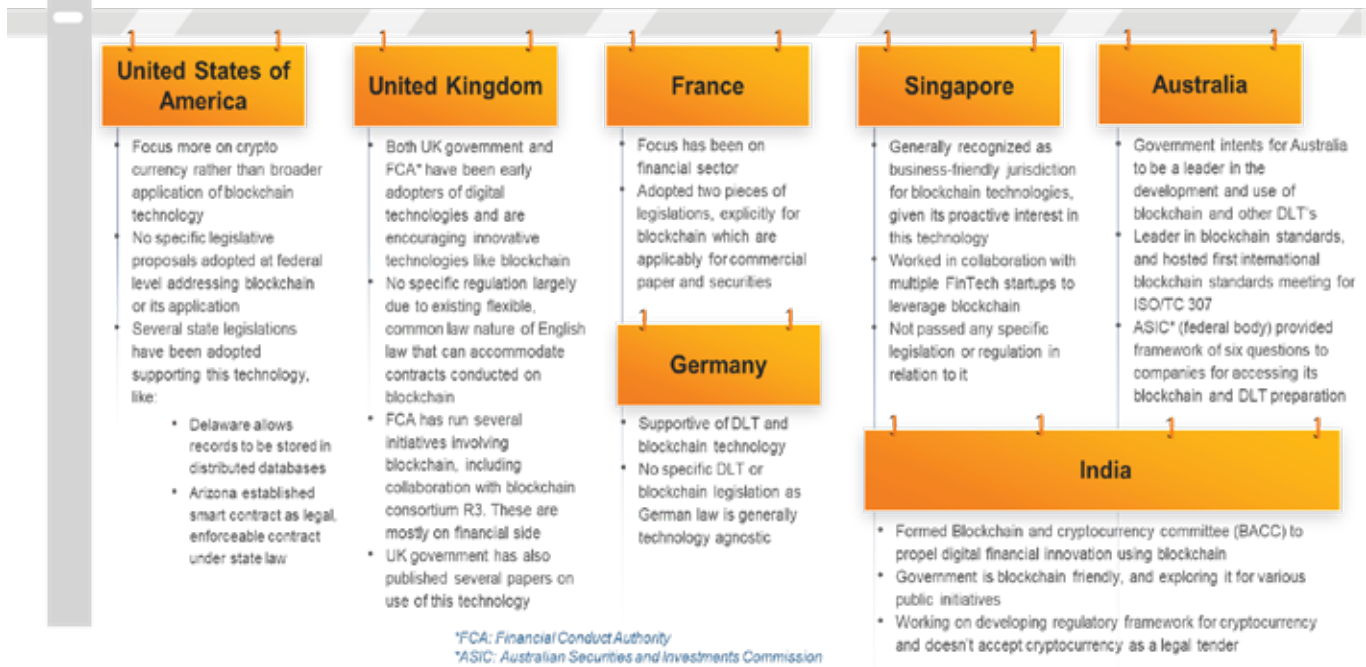 United States of
America
Focus more on crypto
currency rather than broader
application of blockchain
technology
No specific legislative
proposals adopted at federal
level addressing blockchain
or its application
Several state legislations
have been adopted
supporting this technology,
like:
Delaware allows
records to be stored in
distributed databases
Arizona established
smart contract as legal,
enforceable contract
under state law
United Kingdom
Both UK government and
FCA* have been early
adopters of digital
technologies and are
encouraging innovative
technologies like blockchain
No specific regulation largely
due to existing flexible,
common law nature of English
law that can accommodate
contracts conducted on
blockchain
FCA has run several
initiatives involving
blockchain, including
collaboration with blockchain
consortium R3. These are
mostly on financial side
UK government has also
published several papers on
use of this technology
France
Focus has been on
financial sector
Adopted two pieces of
legislations, explicitly for
blockchain which are
applicably for commercial
paper and securities
Germany
Supportive of DLT and
blockchain technology
No specific DLT or
blockchain legislation as
German law is generally
technology agnostic
Singapore
Generally recognized as
business-friendly jurisdiction
for blockchain technologies,
given its proactive interest in
this technology
Worked in collaboration with
multiple FinTech startups to
leverage blockchain
Not passed any specific
legislation or regulation in
relation to it
Australia
Government intents for Australia
to be a leader in the
development and use of
blockchain and other DLT's
Leader in blockchain standards,
and hosted first international
blockchain standards meeting for
ISO/TC 307
ASIC* (federal body) provided
framework of six questions to
companies for accessing its
blockchain and DLT preparation
India
Formed Blockchain and cryptocurrency committee (BACC) to
propel digital financial innovation using blockchain
Government is blockchain friendly, and exploring it for various
public initiatives
Working on developing regulatory framework for cryptocurrency
and doesn't accept cryptocurrency as a legal tender
*FCA: Financial Conduct Authority
*ASIC: Australian Securities and Investments Commission